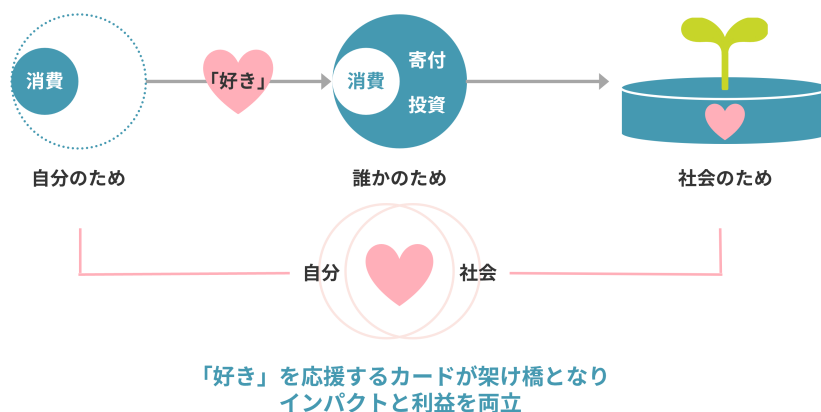 消費
「好き」
消費
寄付
投資
自分のため
誰かのため
社会のため
自分
社会
「好き」を応援するカードが架け橋となり
インパクトと利益を両立